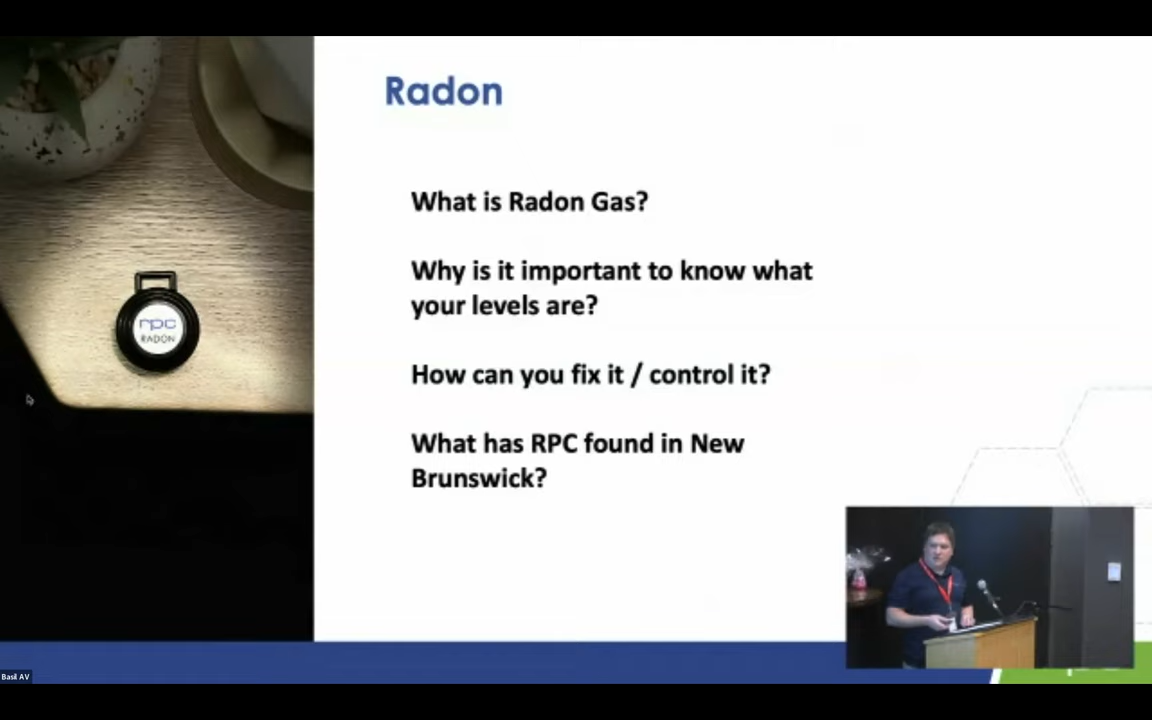 Radon
What is Radon Gas?
Why is it important to know what
your levels are?
How can you fix it / control it?
What has RPC found in New
Brunswick?
rpc
RADON
Basil AV